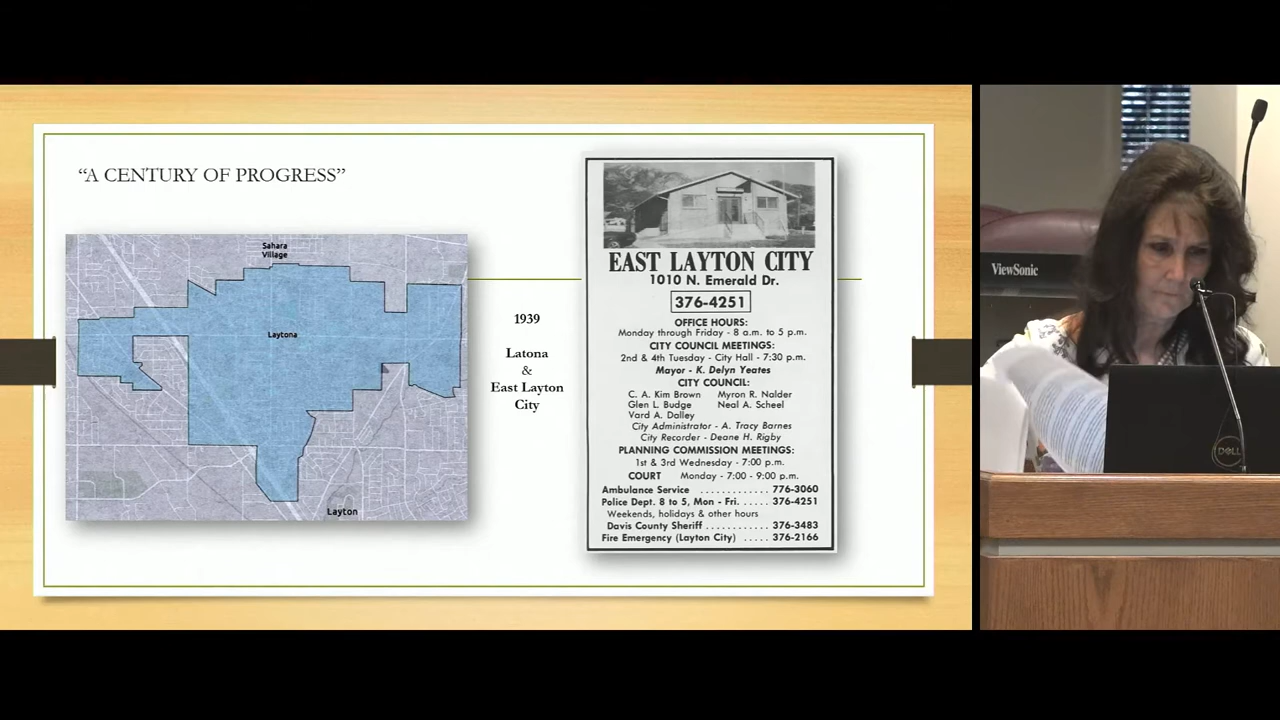 “A CENTURY OF PROGRESS”
Sahara
Village
Laytona
Layton
1939
Latona
&
East Layton
City
EAST LAYTON CITY
1010 N. Emerald Dr.
376-4251
OFFICE HOURS:
Monday through Friday - 8 a.m. to 5 p.m.
CITY COUNCIL MEETINGS:
2nd & 4th Tuesday - City Hall - 7:30 p.m.
Mayor - K. Delyn Yeates
CITY COUNCIL:
C. A. Kim Brown Myron R. Nalder
Glen L. Budge Neal A. Scheel
Vard A. Dalley
City Administrator - A. Tracy Barnes
City Recorder - Deane H. Rigby
PLANNING COMMISSION MEETINGS:
1st & 3rd Wednesday - 7:00 p.m.
COURT Monday - 7:00 - 9:00 p.m.
Ambulance Service . . . . . . . . . . . . 776-3060
Police Dept. 8 to 5, Mon - Fri. . . . . . 376-4251
Weekends, holidays & other hours
Davis County Sheriff . . . . . . . . . . . 376-3483
Fire Emergency (Layton City) . . . . . 376-2166
ViewSonic
DELL